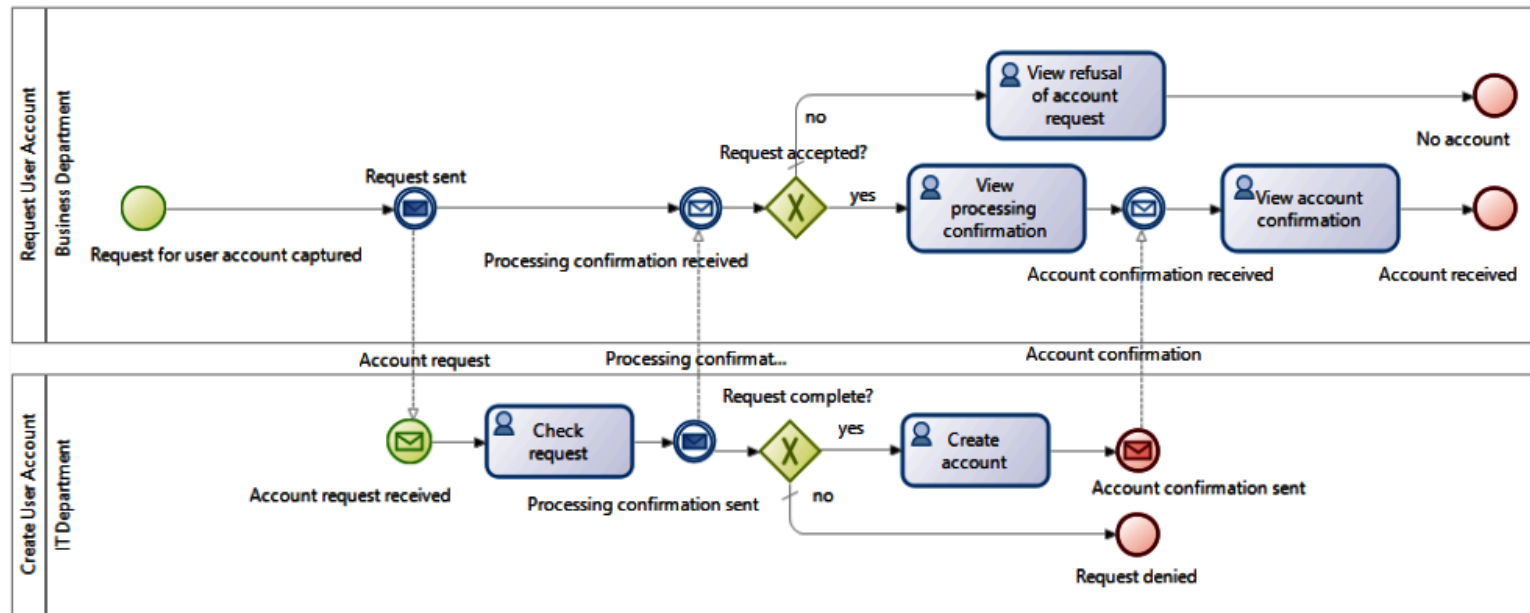 Request User Account
Business Department
View refusal
of account
request
no
No account
Request accepted?
Request sent
yes
View
processing
confirmation
View account
confirmation
Request for user account captured
Processing confirmation received
Account confirmation received
Account received
Account request
Processing confirmat...
Account confirmation
Create User Account
IT Department
Request complete?
Check
request
yes
Create
account
Account request received
Processing confirmation sent
no
Account confirmation sent
Request denied